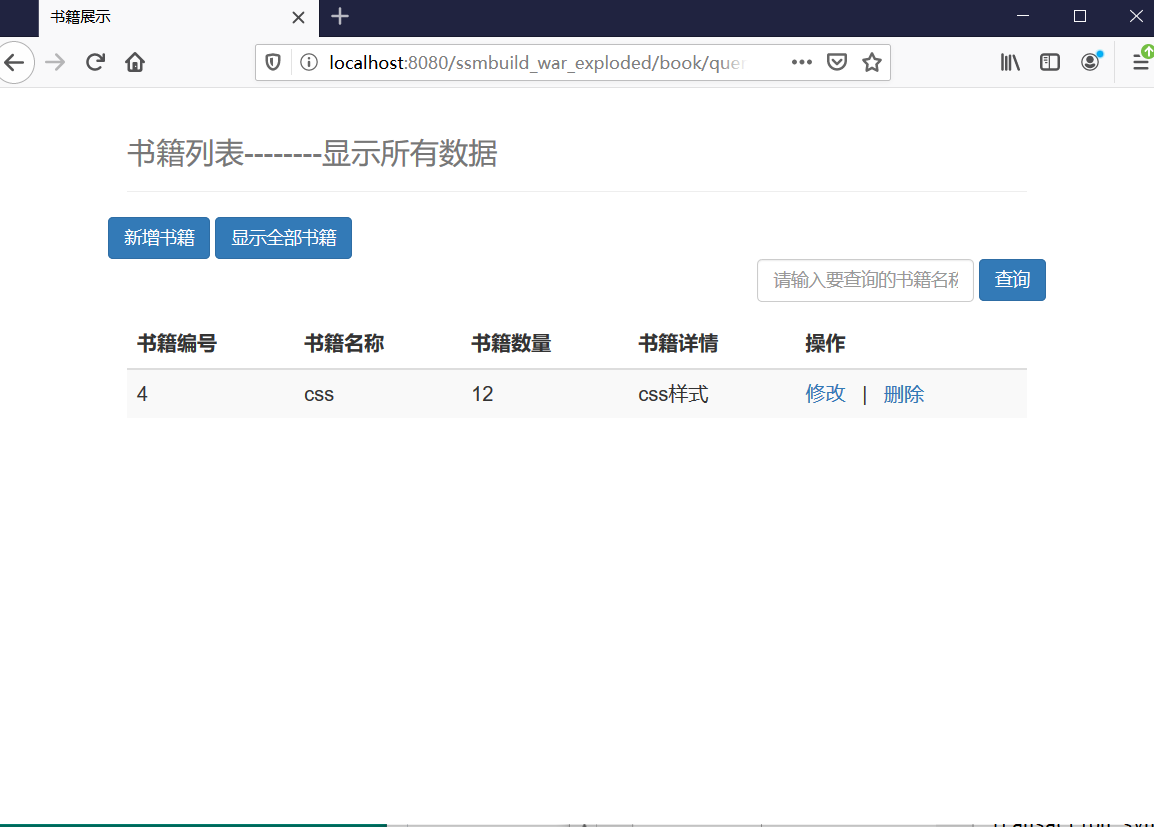 书籍展示
localhost:8080/ssmbuild_war_exploded/book/quer
书籍列表--------显示所有数据
新增书籍 显示全部书籍
请输入要查询的书籍名称 查询
书籍编号 书籍名称 书籍数量 书籍详情 操作
4 css 12 css样式 修改 | 删除